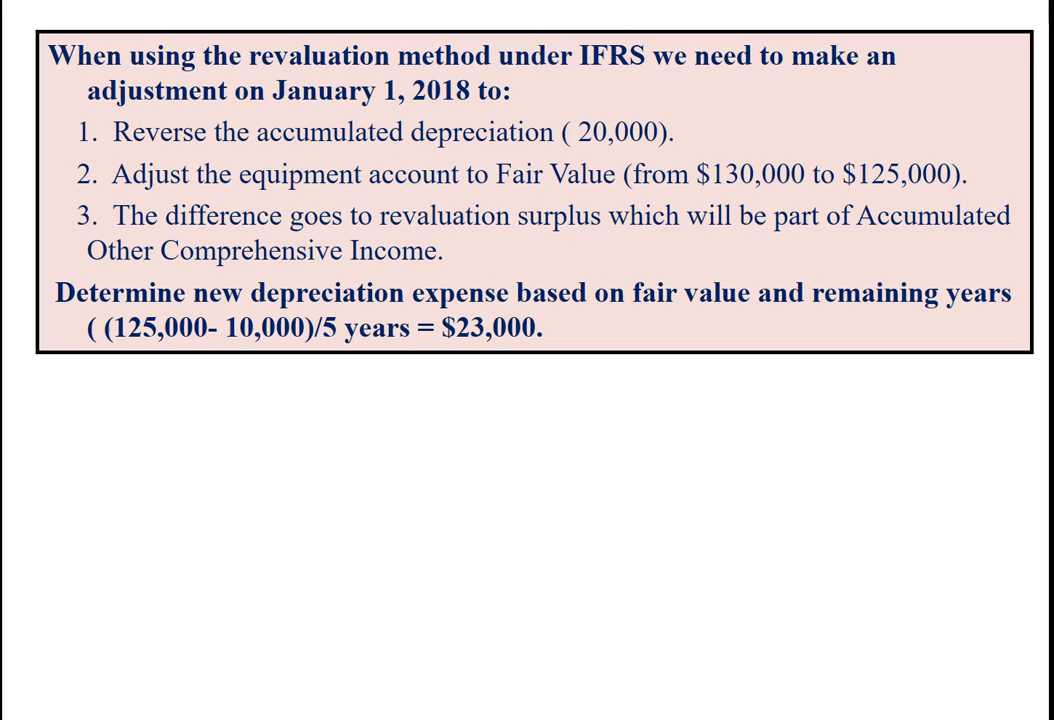 When using the revaluation method under IFRS we need to make an
adjustment on January 1, 2018 to:
1. Reverse the accumulated depreciation ( 20,000).
2. Adjust the equipment account to Fair Value (from $130,000 to $125,000).
3. The difference goes to revaluation surplus which will be part of Accumulated
Other Comprehensive Income.
Determine new depreciation expense based on fair value and remaining years
( (125,000- 10,000)/5 years = $23,000.